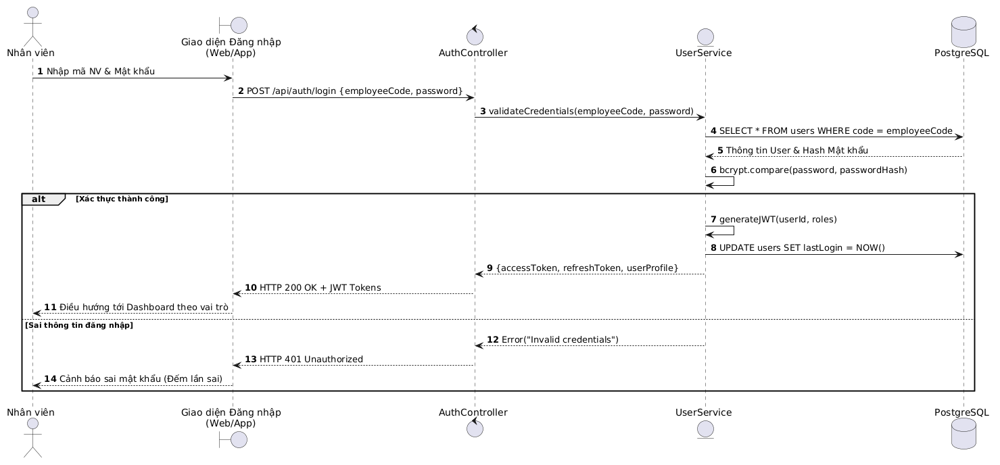 Nhân viên
Giao diện Đăng nhập
(Web/App)
AuthController
UserService
PostgreSQL
1 Nhập mã NV & Mật khẩu
2 POST /api/auth/login {employeeCode, password}
3 validateCredentials(employeeCode, password)
4 SELECT * FROM users WHERE code = employeeCode
5 Thông tin User & Hash Mật khẩu
6 bcrypt.compare(password, passwordHash)
alt [Xác thực thành công]
7 generateJWT(userId, roles)
8 UPDATE users SET lastLogin = NOW()
9 {accessToken, refreshToken, userProfile}
10 HTTP 200 OK + JWT Tokens
11 Điều hướng tới Dashboard theo vai trò
[Sai thông tin đăng nhập]
12 Error("Invalid credentials")
13 HTTP 401 Unauthorized
14 Cảnh báo sai mật khẩu (Đếm lần sai)
Nhân viên
Giao diện Đăng nhập
(Web/App)
AuthController
UserService
PostgreSQL